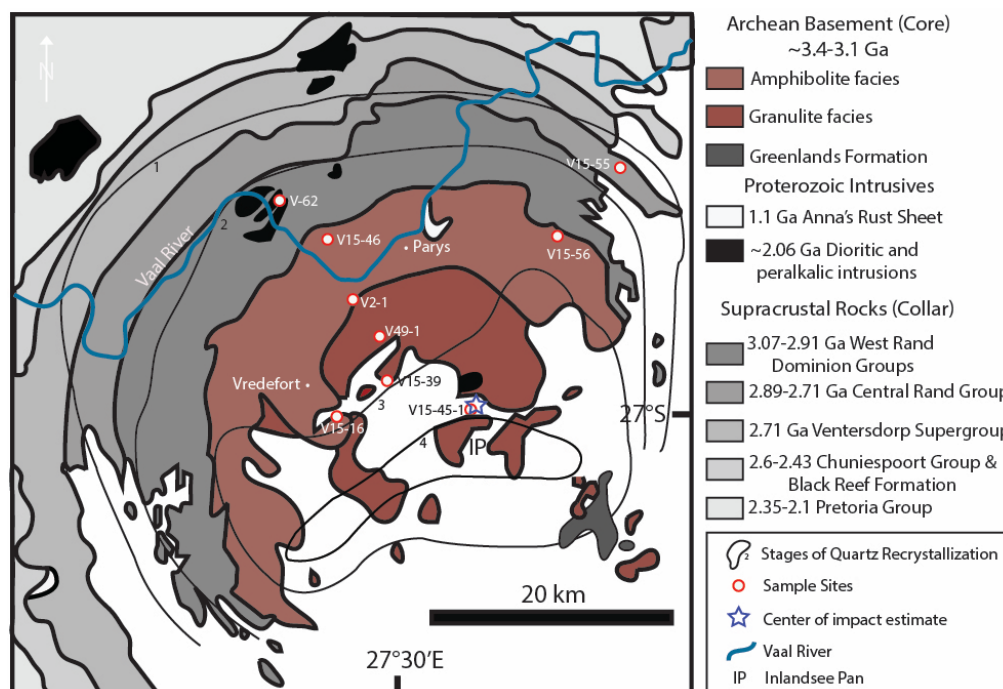 N
1
2
V-62
V15-55
V15-46
Parys
V15-56
Vaal River
V2-1
V49-1
Vredefort
V15-39
3
V15-45-1
V15-16
4
IP
27°S
20 km
27°30'E
Archean Basement (Core)
~3.4-3.1 Ga
Amphibolite facies
Granulite facies
Greenlands Formation
Proterozoic Intrusives
1.1 Ga Anna's Rust Sheet
~2.06 Ga Dioritic and
peralkalic intrusions
Supracrustal Rocks (Collar)
3.07-2.91 Ga West Rand
Dominion Groups
2.89-2.71 Ga Central Rand Group
2.71 Ga Ventersdorp Supergroup
2.6-2.43 Chuniespoort Group &
Black Reef Formation
2.35-2.1 Pretoria Group
2
Stages of Quartz Recrystallization
Sample Sites
Center of impact estimate
Vaal River
IP Inlandsee Pan